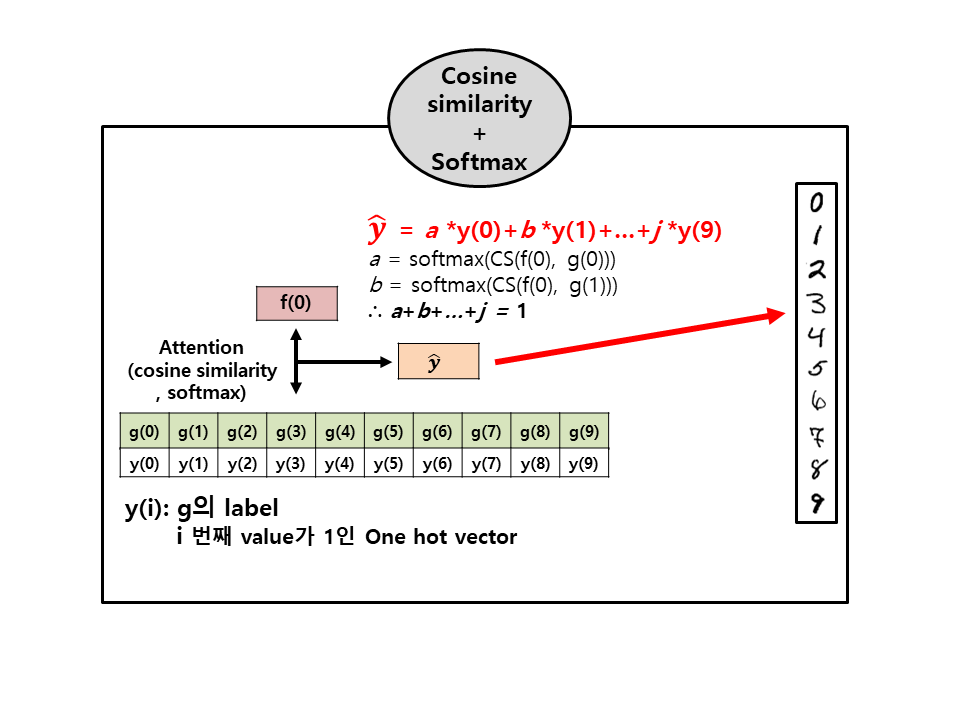 Cosine
similarity
+
Softmax
ŷ = a *y(0)+b *y(1)+...+j *y(9)
a = softmax(CS(f(0), g(0)))
b = softmax(CS(f(0), g(1)))
∴ a+b+...+j = 1
f(0)
Attention
(cosine similarity
, softmax)
ŷ
g(0) g(1) g(2) g(3) g(4) g(5) g(6) g(7) g(8) g(9)
y(0) y(1) y(2) y(3) y(4) y(5) y(6) y(7) y(8) y(9)
y(i): g의 label
i 번째 value가 1인 One hot vector
0
1
2
3
4
5
6
7
8
9